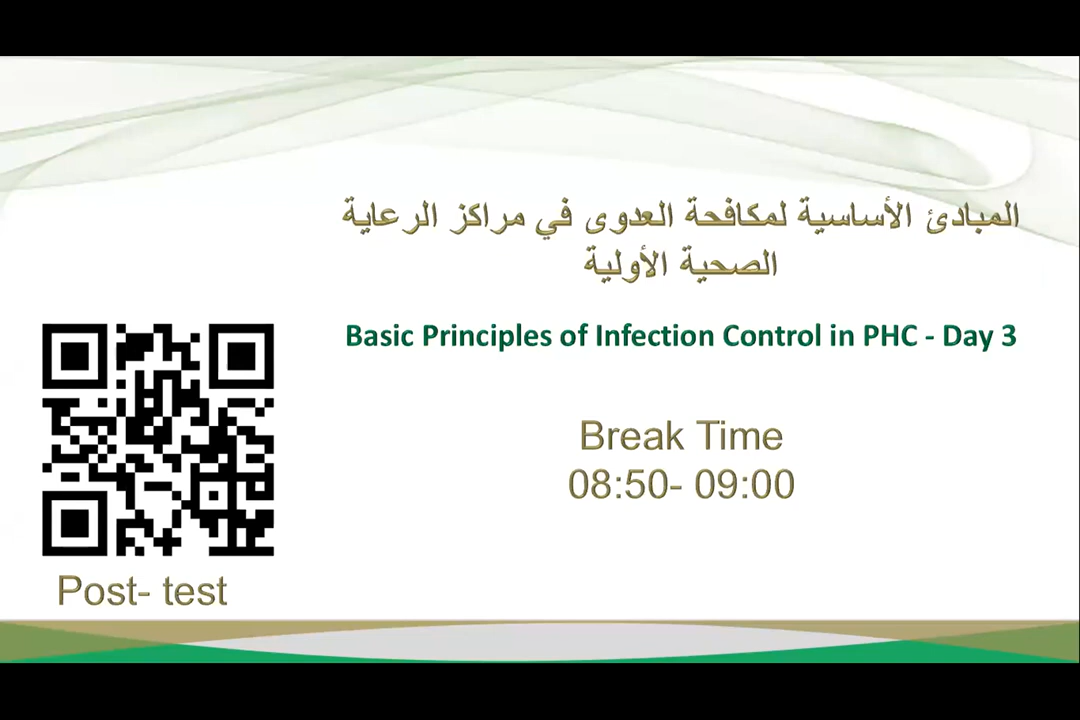 المبادئ الأساسية لمكافحة العدوى في مراكز الرعاية
الصحية الأولية
Basic Principles of Infection Control in PHC - Day 3
Break Time
08:50- 09:00
Post- test